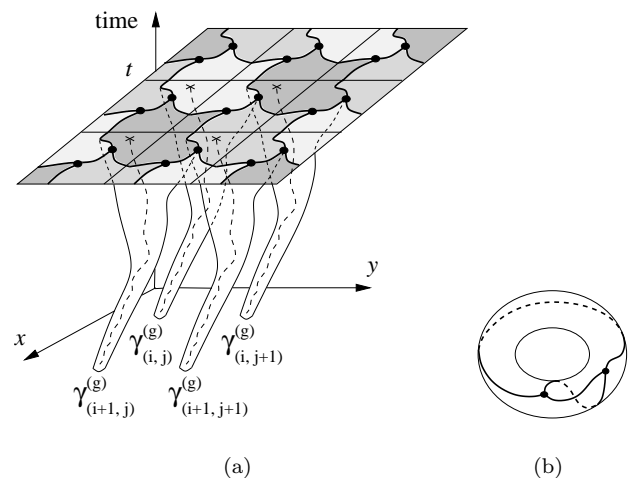 time
t
y
x
γ(i, j)(g)
γ(i, j+1)(g)
γ(i+1, j)(g)
γ(i+1, j+1)(g)
(a)
(b)